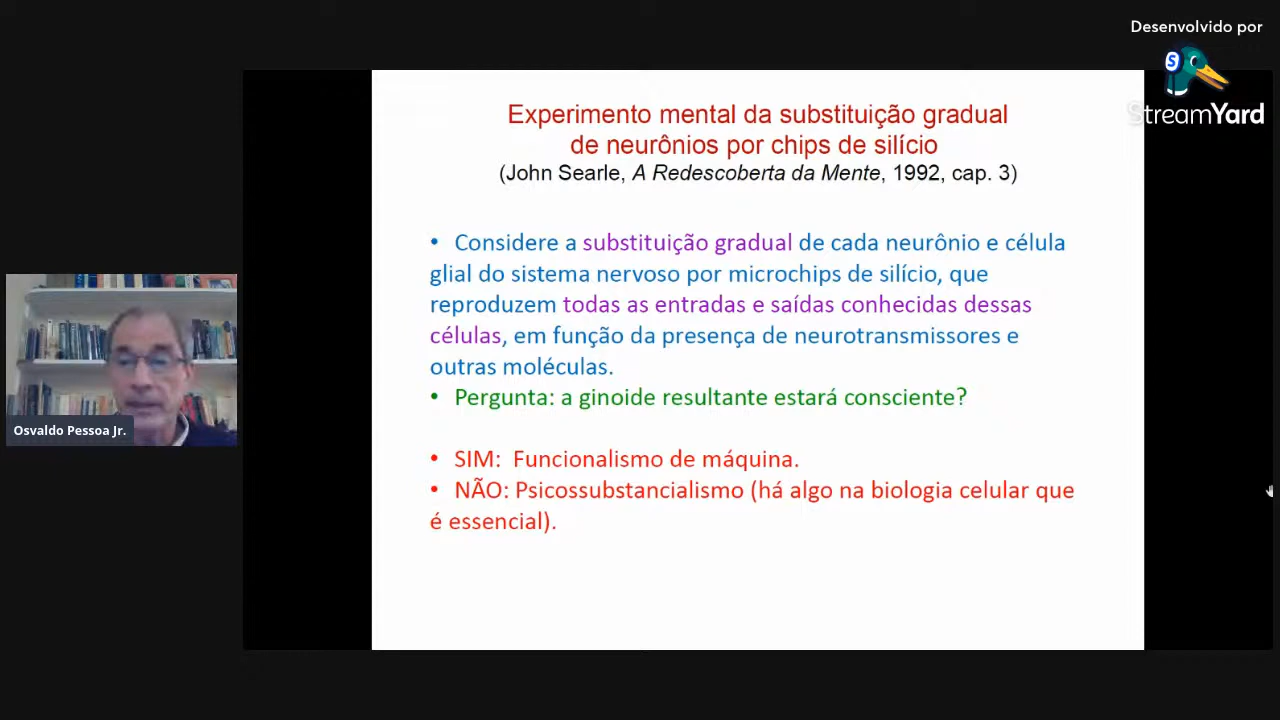 Desenvolvido por
StreamYard
Experimento mental da substituição gradual
de neurônios por chips de silício
(John Searle, A Redescoberta da Mente, 1992, cap. 3)
• Considere a substituição gradual de cada neurônio e célula
glial do sistema nervoso por microchips de silício, que
reproduzem todas as entradas e saídas conhecidas dessas
células, em função da presença de neurotransmissores e
outras moléculas.
• Pergunta: a ginoide resultante estará consciente?
• SIM: Funcionalismo de máquina.
• NÃO: Psicossubstancialismo (há algo na biologia celular que
é essencial).
Osvaldo Pessoa Jr.